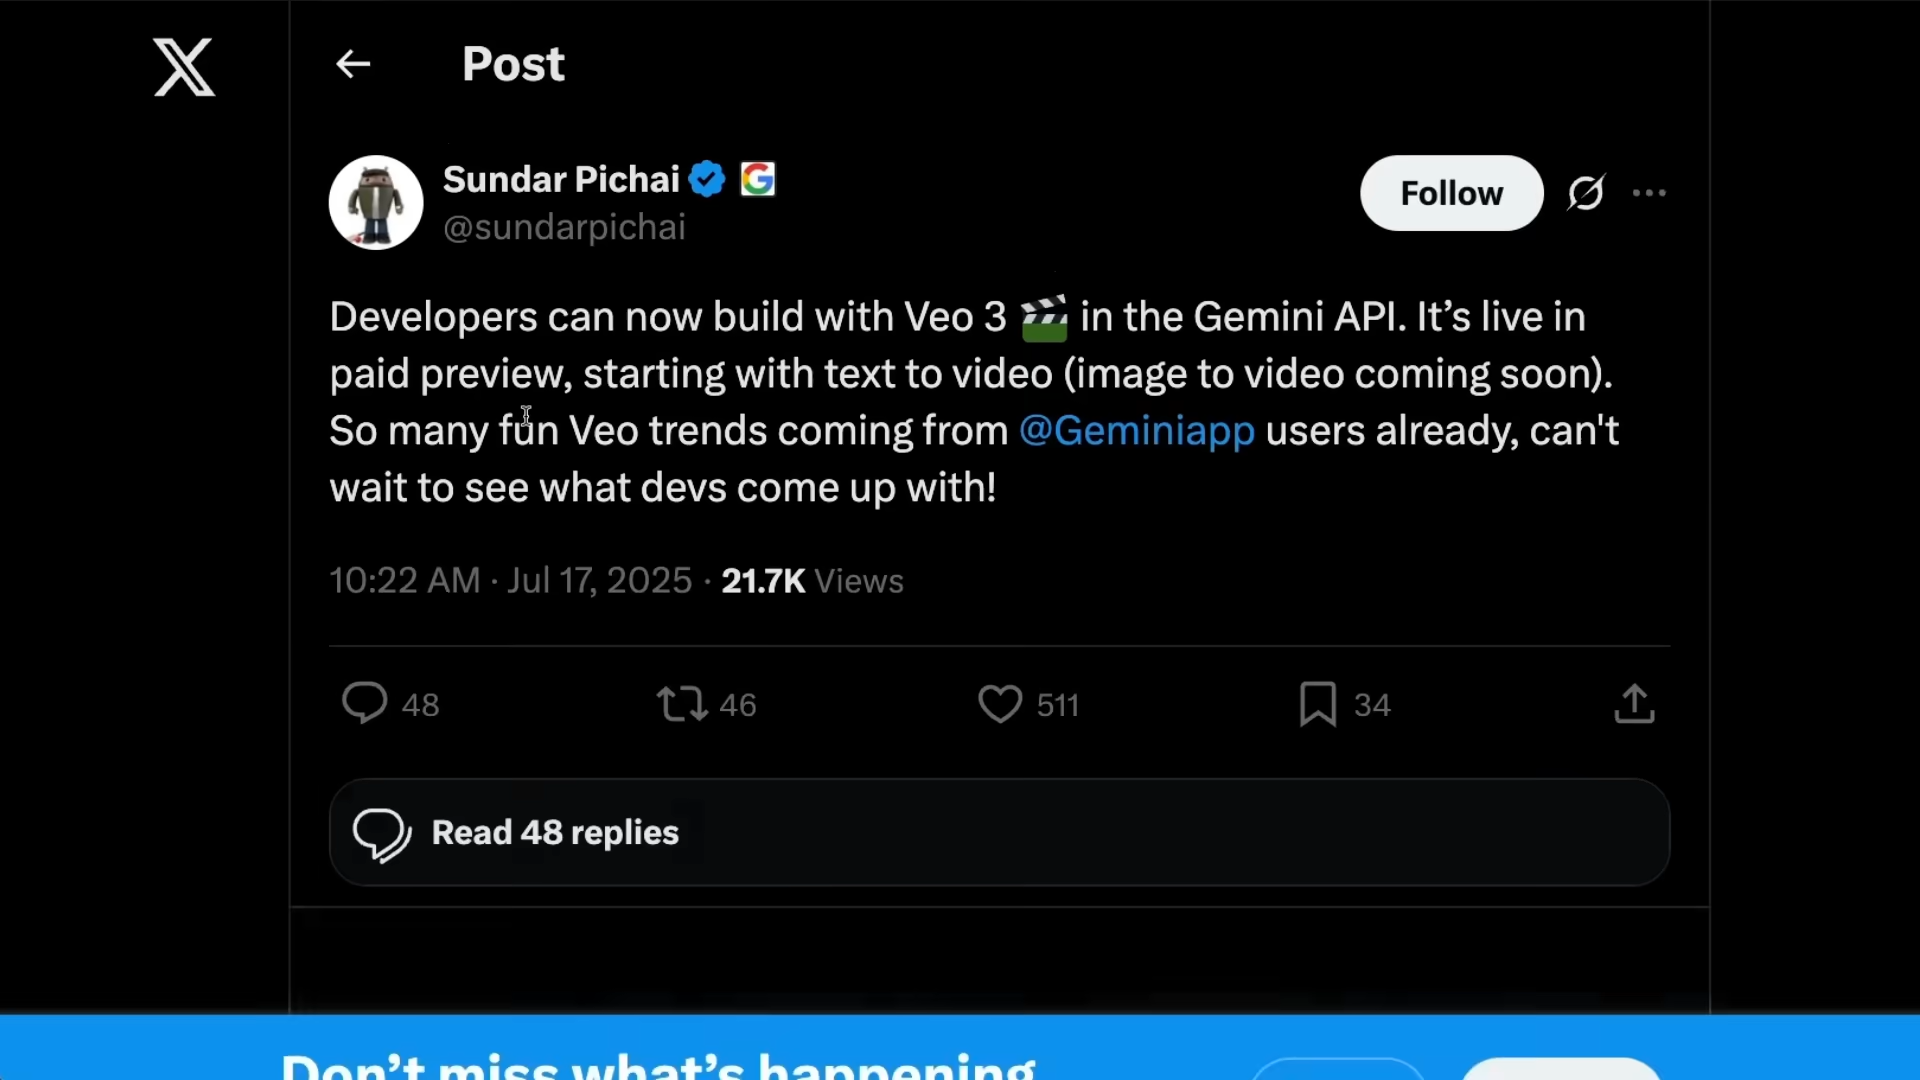 Post
Sundar Pichai
@sundarpichai
Follow
Developers can now build with Veo 3 🎬 in the Gemini API. It’s live in
paid preview, starting with text to video (image to video coming soon).
So many fun Veo trends coming from @Geminiapp users already, can't
wait to see what devs come up with!
10:22 AM · Jul 17, 2025 · 21.7K Views
48 46 511 34
Read 48 replies
Don’t miss what’s happening